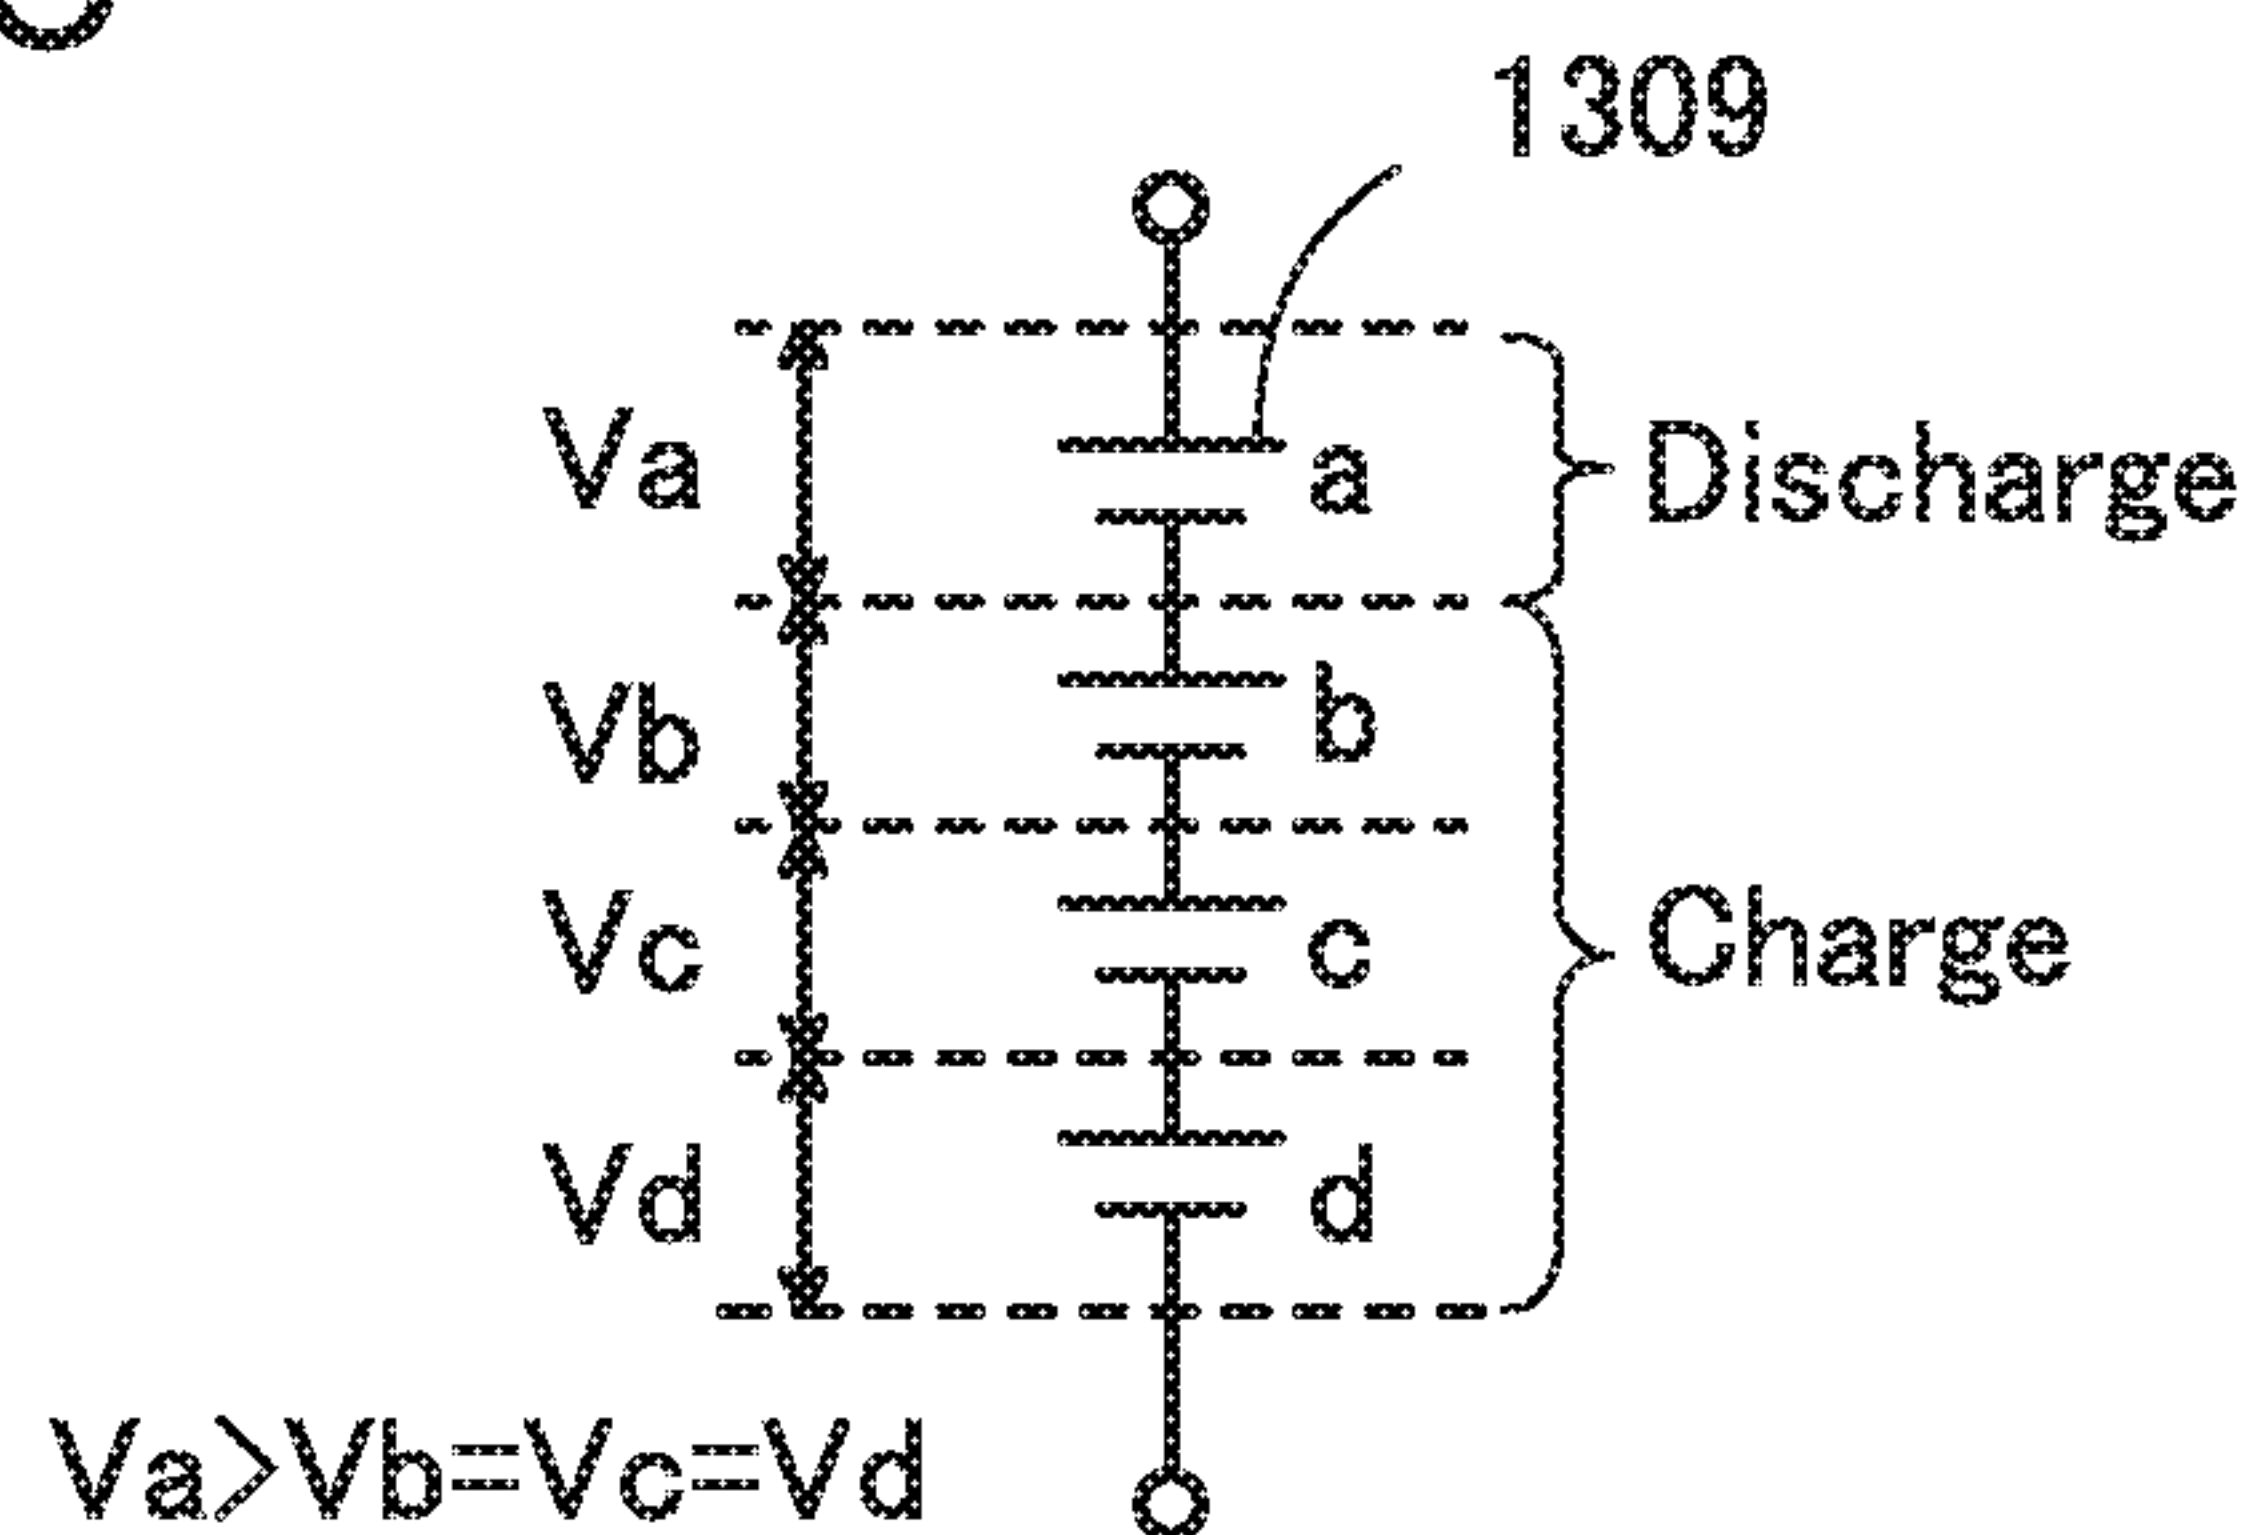 1309
Va
a
Discharge
Vb
b
Vc
c
Charge
Vd
d
Va>Vb=Vc=Vd